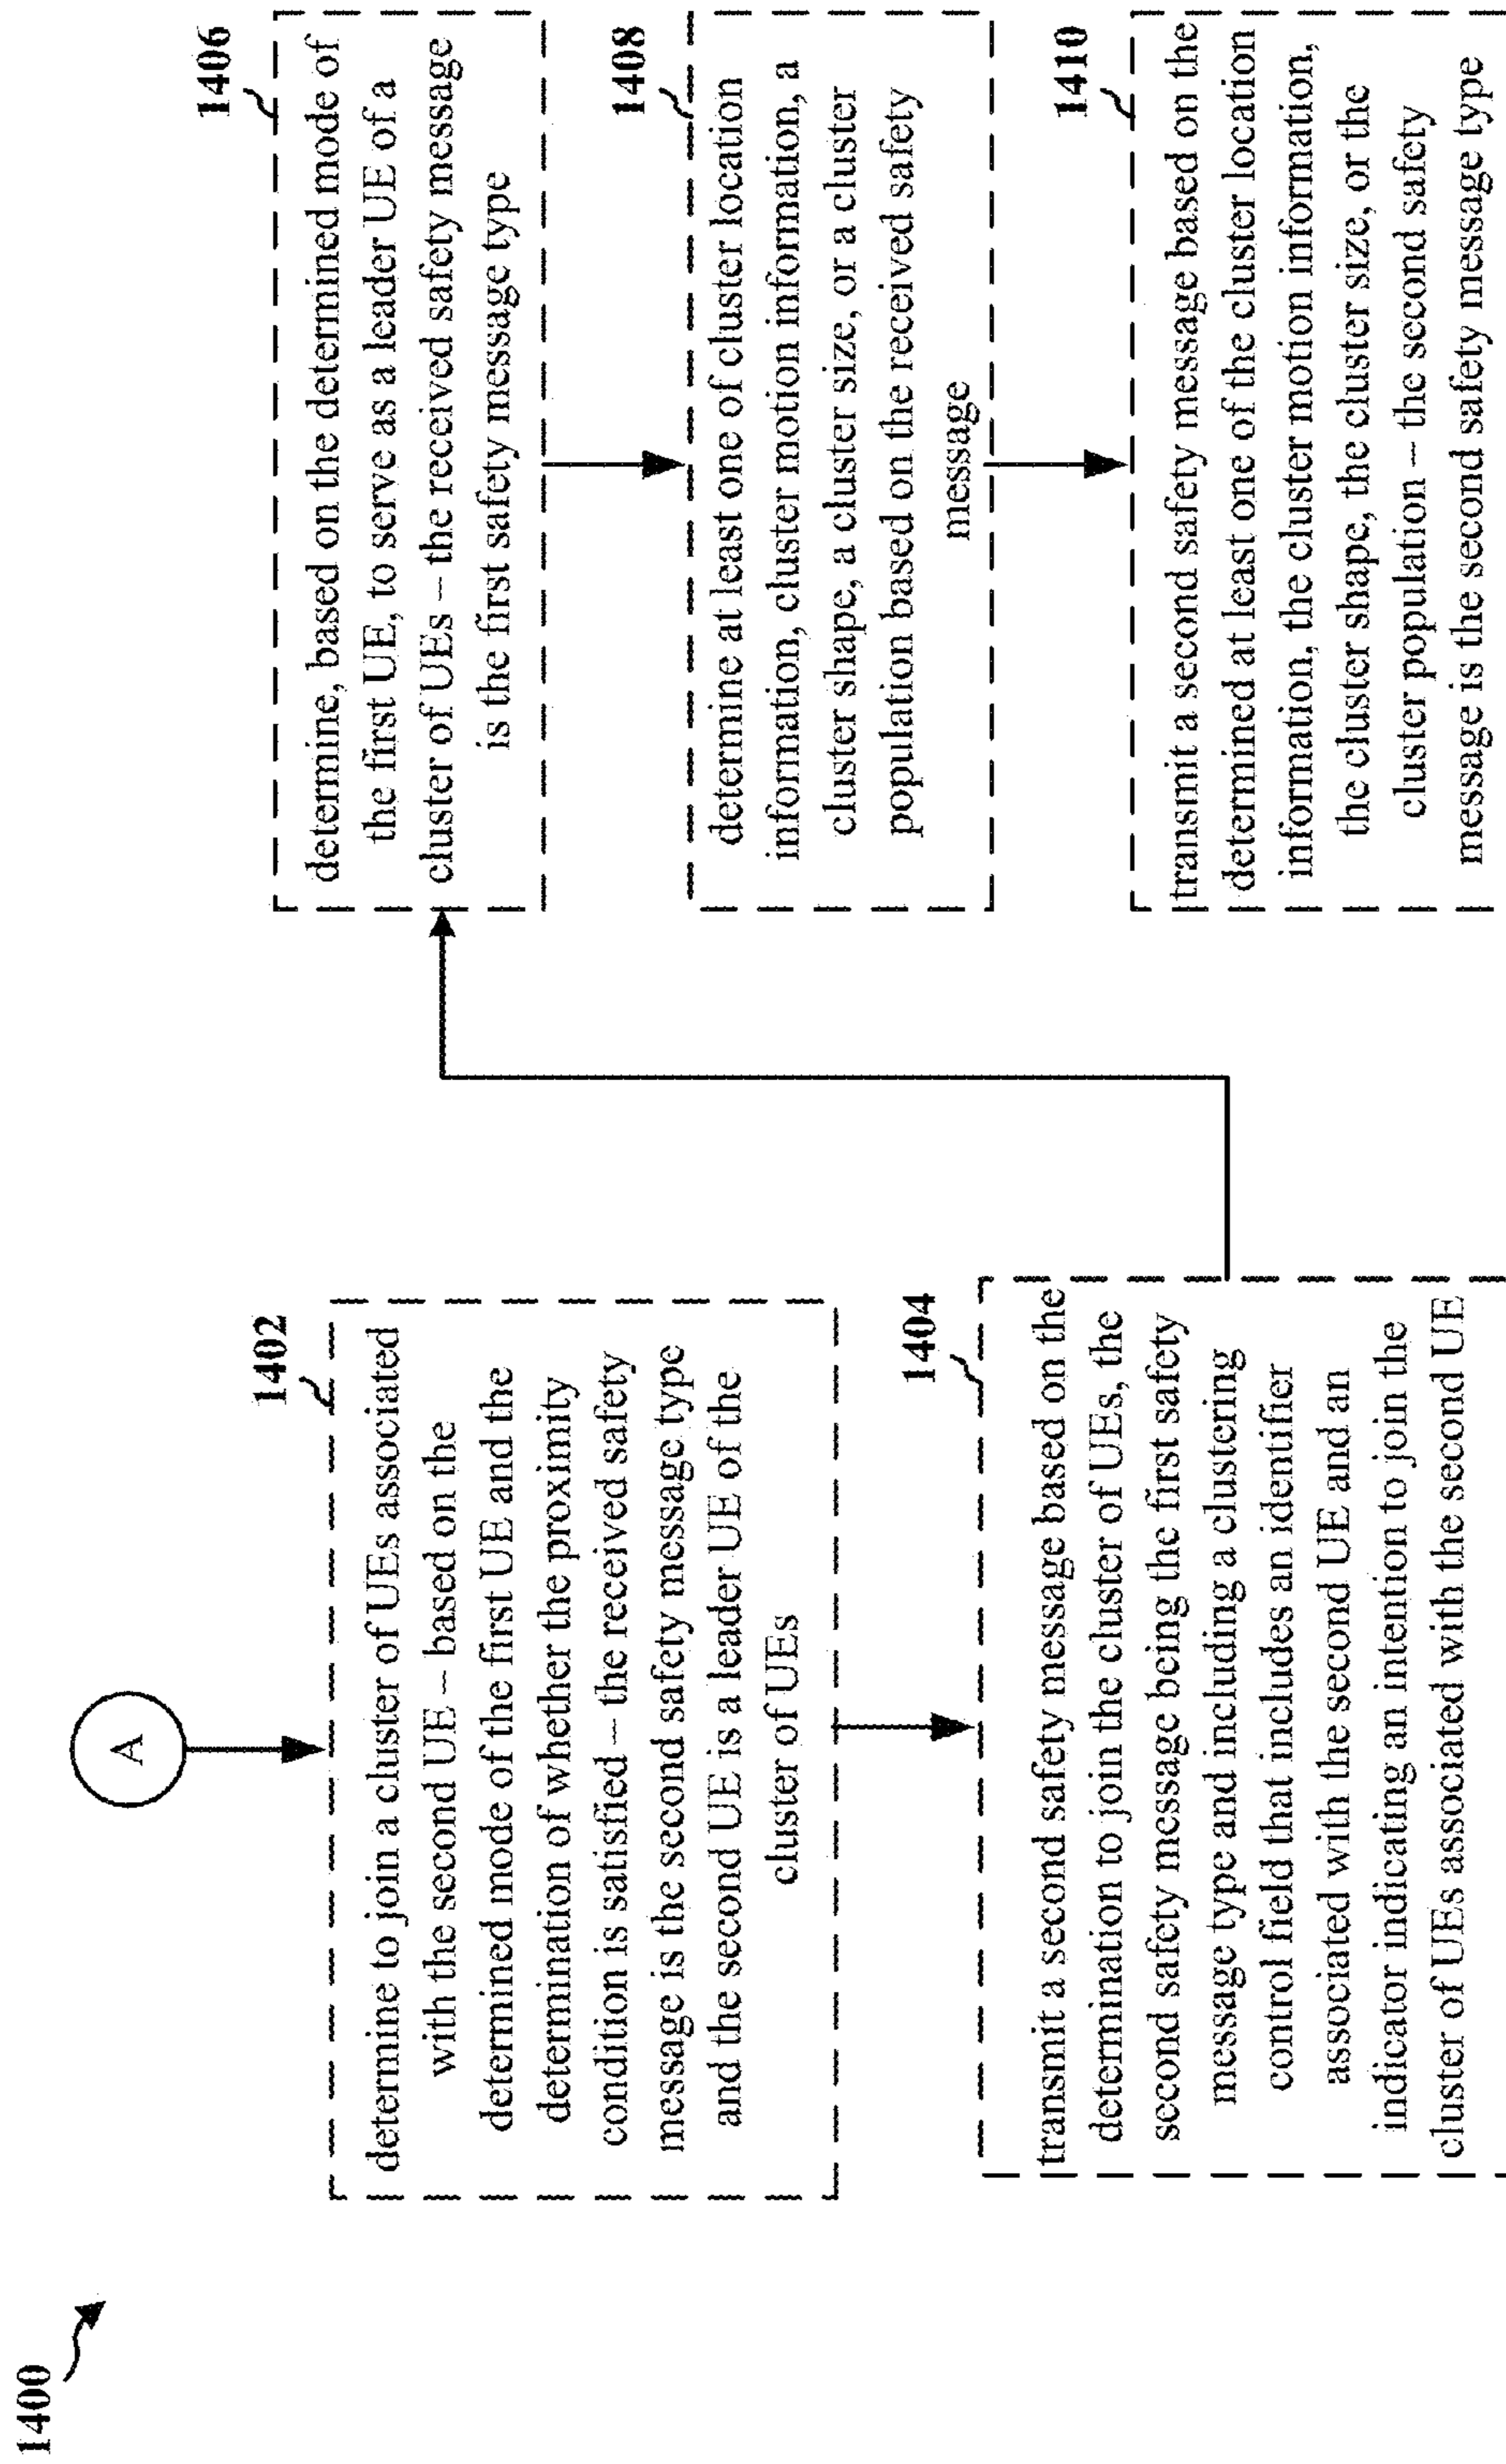 1400
A
1402
determine to join a cluster of UEs associated
with the second UE – based on the
determined mode of the first UE and the
determination of whether the proximity
condition is satisfied – the received safety
message is the second safety message type
and the second UE is a leader UE of the
cluster of UEs
1404
transmit a second safety message based on the
determination to join the cluster of UEs, the
second safety message being the first safety
message type and including a clustering
control field that includes an identifier
associated with the second UE and an
indicator indicating an intention to join the
cluster of UEs associated with the second UE
1406
determine, based on the determined mode of
the first UE, to serve as a leader UE of a
cluster of UEs – the received safety message
is the first safety message type
1408
determine at least one of cluster location
information, cluster motion information, a
cluster shape, a cluster size, or a cluster
population based on the received safety
message
1410
transmit a second safety message based on the
determined at least one of the cluster location
information, the cluster motion information,
the cluster shape, the cluster size, or the
cluster population – the second safety
message is the second safety message type